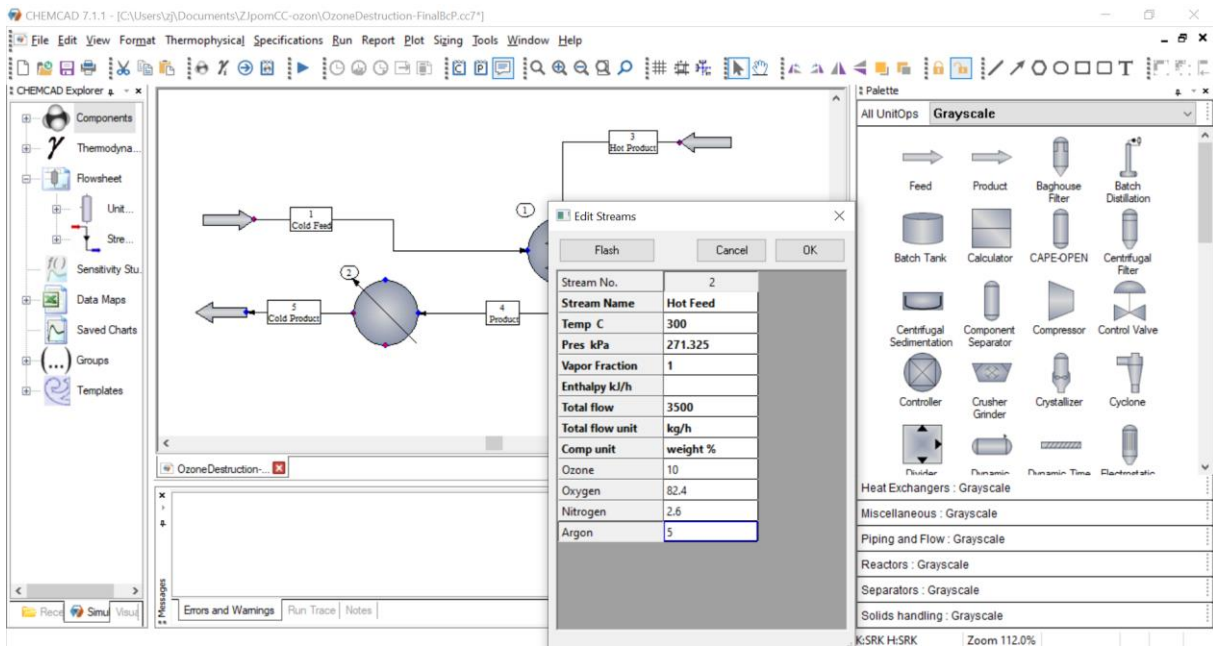 CHEMCAD 7.1.1 - [C:\Users\zj\Documents\ZJpomCC-ozon\OzoneDestruction-FinalBcP.cc7*]
File Edit View Format Thermophysical Specifications Run Report Plot Sizing Tools Window Help
CHEMCAD Explorer
Components
Thermodyna...
Flowsheet
Unit...
Stre...
Sensitivity Stu.
Data Maps
Saved Charts
Groups
Templates
Rece Simul Visua
3
Hot Product
1
Cold Feed
1
2
5
Cold Product
4
Product
OzoneDestruction-...
Messages
Errors and Warnings Run Trace Notes
Edit Streams
Flash Cancel OK
Stream No. 2
Stream Name Hot Feed
Temp C 300
Pres kPa 271.325
Vapor Fraction 1
Enthalpy kJ/h
Total flow 3500
Total flow unit kg/h
Comp unit weight %
Ozone 10
Oxygen 82.4
Nitrogen 2.6
Argon 5
Palette
All UnitOps Grayscale
Feed Product Baghouse Filter Batch Distillation
Batch Tank Calculator CAPE-OPEN Centrifugal Filter
Centrifugal Sedimentation Component Separator Compressor Control Valve
Controller Crusher Grinder Crystallizer Cyclone
Divider Dynamic Dynamic Time Electrostatic
Heat Exchangers : Grayscale
Miscellaneous : Grayscale
Piping and Flow : Grayscale
Reactors : Grayscale
Separators : Grayscale
Solids handling : Grayscale
K:SRK H:SRK Zoom 112.0%